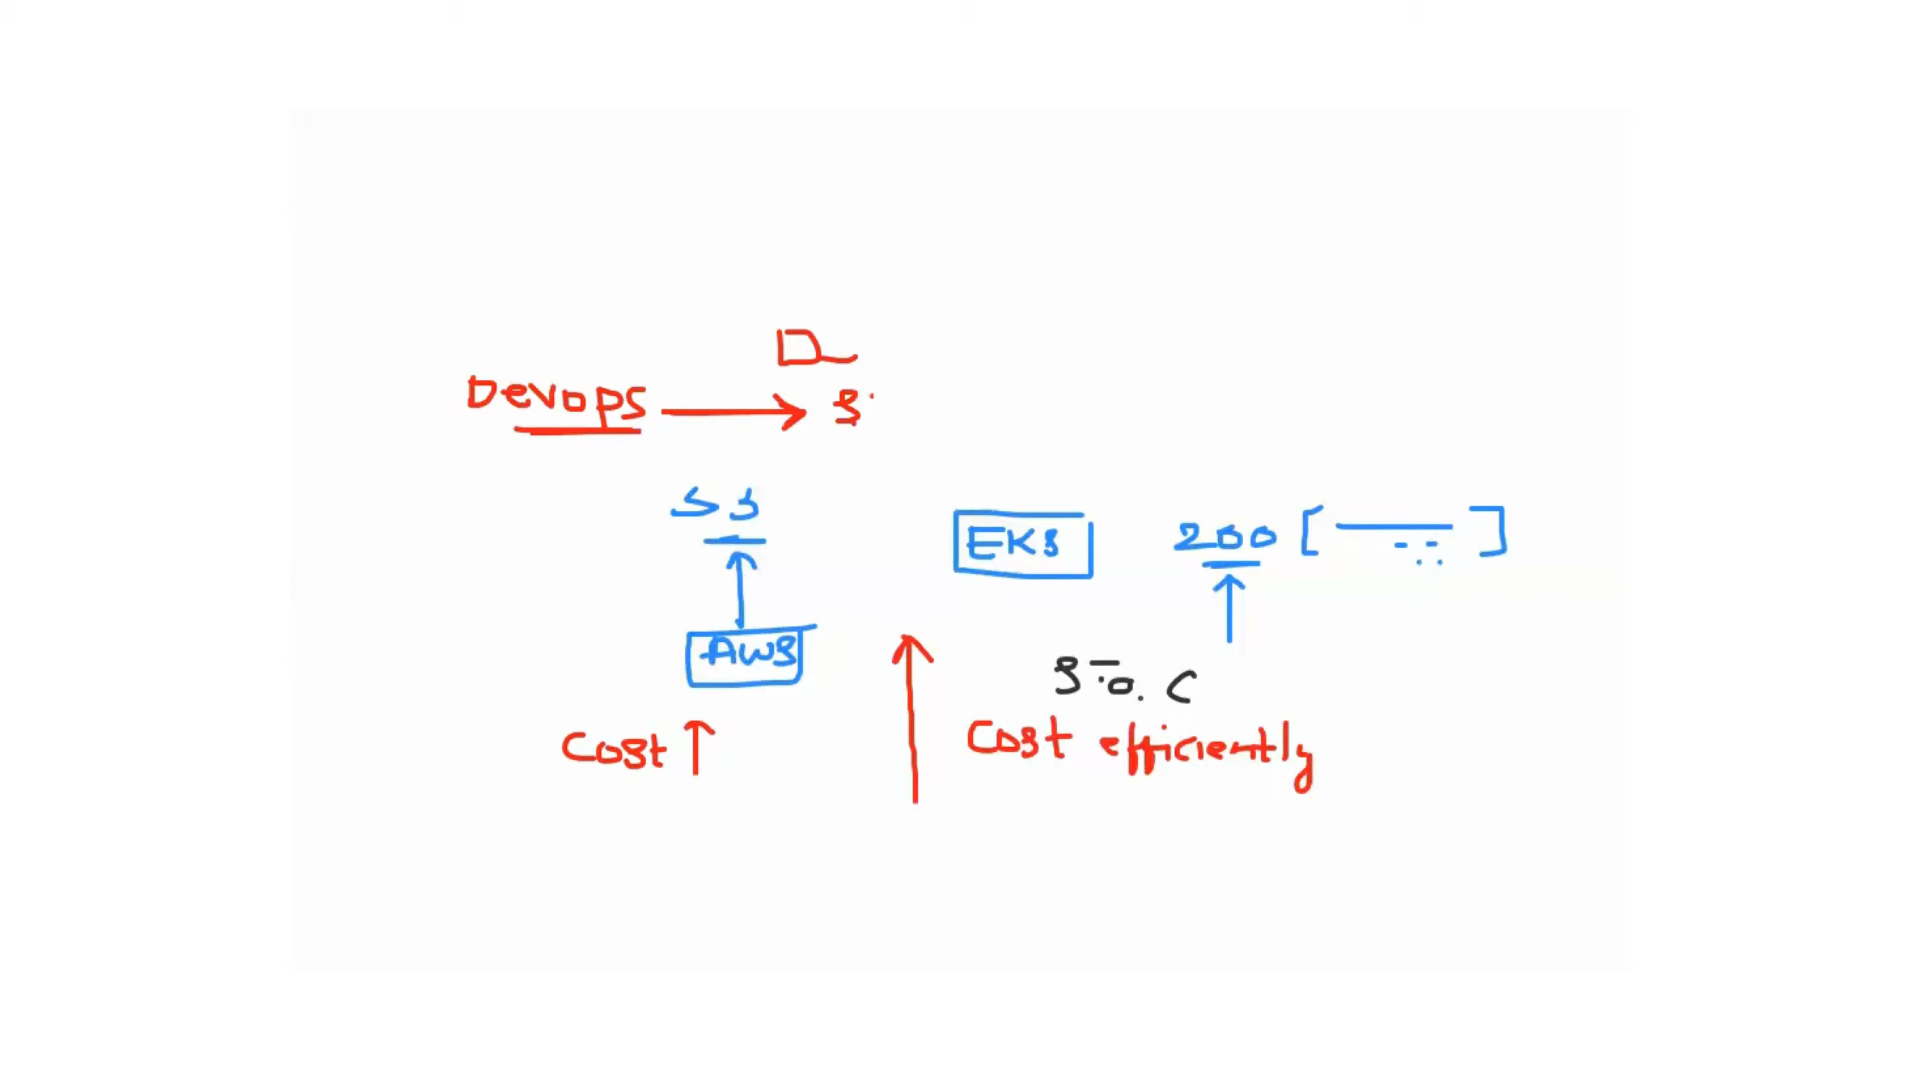 D
Devops → S
S3
EKS 200 [ ]
AWS
Cost ↑ Cost efficiently